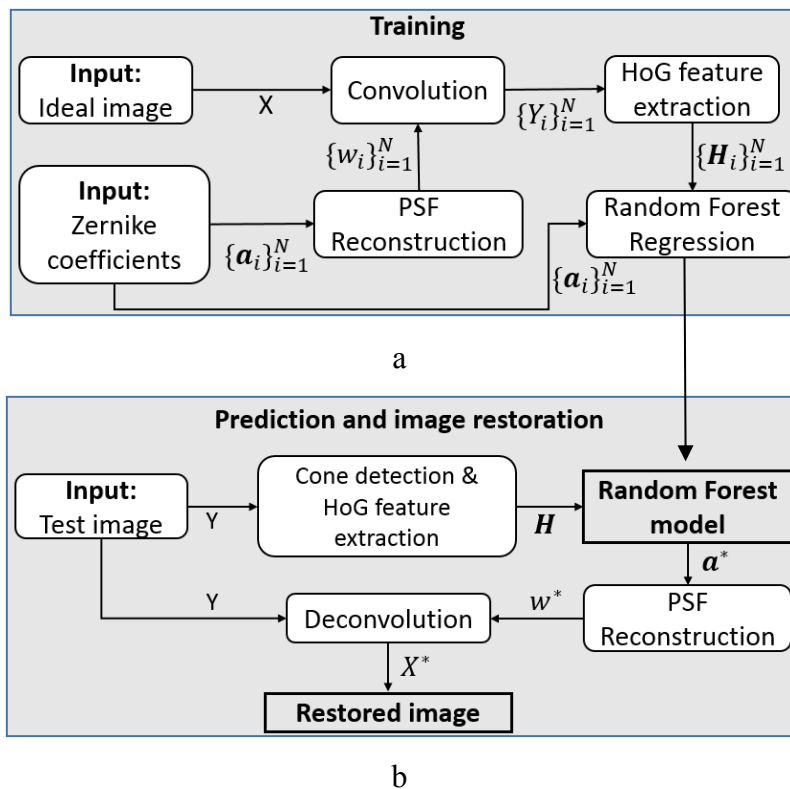 Training
Input:
Ideal image
X
Convolution
{Y_i}_{i=1}^N
HoG feature
extraction
{w_i}_{i=1}^N
{H_i}_{i=1}^N
Input:
Zernike
coefficients
{a_i}_{i=1}^N
PSF
Reconstruction
Random Forest
Regression
{a_i}_{i=1}^N
a
Prediction and image restoration
Input:
Test image
Y
Cone detection &
HoG feature
extraction
H
Random Forest
model
a*
Y
Deconvolution
w*
PSF
Reconstruction
X*
Restored image
b